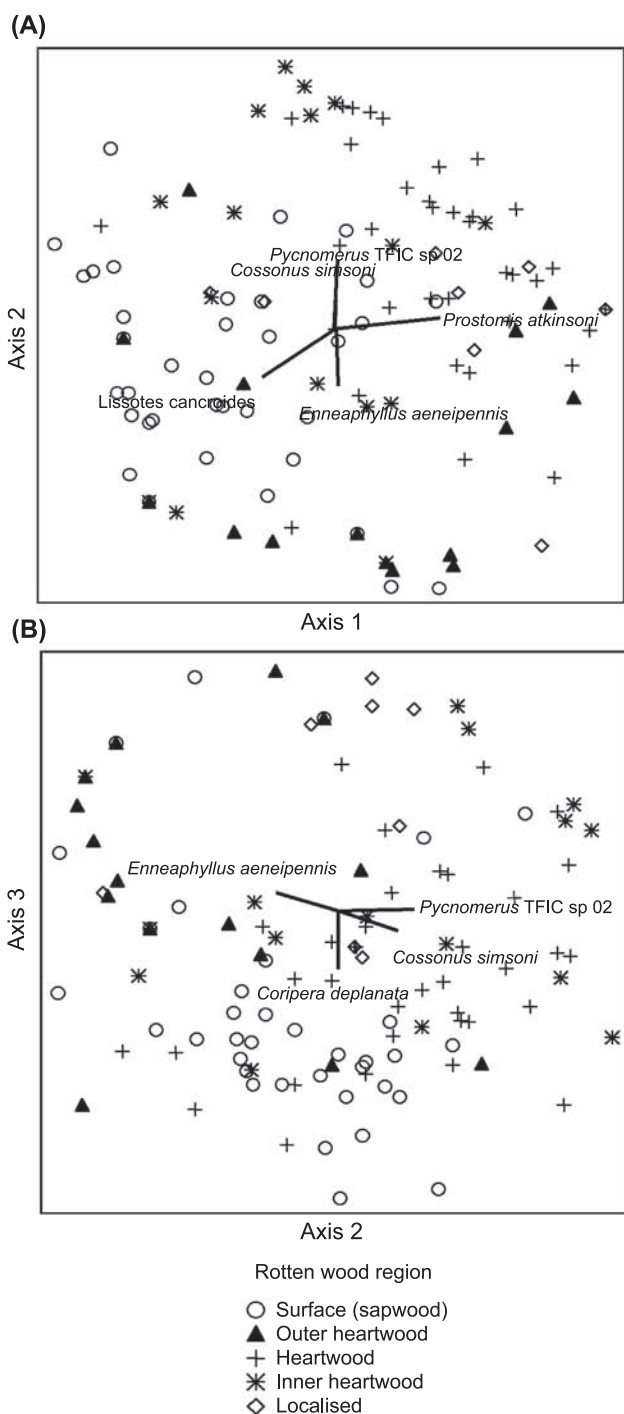 (A)
Axis 2
Pycnomerus TFIC sp 02
Cossonus simsoni
Prostomis atkinsoni
Lissotes cancroides
Enneaphyllus aeneipennis
Axis 1
(B)
Axis 3
Enneaphyllus aeneipennis
Pycnomerus TFIC sp 02
Cossonus simsoni
Coripera deplanata
Axis 2
Rotten wood region
Surface (sapwood)
Outer heartwood
Heartwood
Inner heartwood
Localised